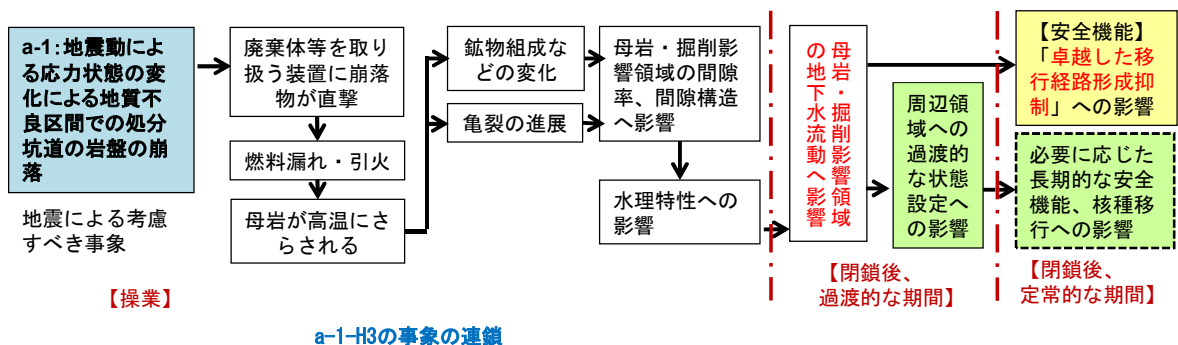 a-1:地震動によ
る応力状態の変
化による地質不
良区間での処分
坑道の岩盤の崩
落
地震による考慮
すべき事象
【操業】
廃棄体等を取り
扱う装置に崩落
物が直撃
燃料漏れ・引火
母岩が高温にさ
らされる
鉱物組成な
どの変化
亀裂の進展
母岩・掘削影
響領域の間隙
率、間隙構造
へ影響
水理特性への
影響
母岩・掘削影響領域
の地下水流動へ影響
周辺領
域への
過渡的
な状態
設定へ
の影響
【閉鎖後、
過渡的な期間】
【安全機能】
「卓越した移
行経路形成抑
制」への影響
必要に応じた
長期的な安全
機能、核種移
行への影響
【閉鎖後、
定常的な期間】
a-1-H3の事象の連鎖